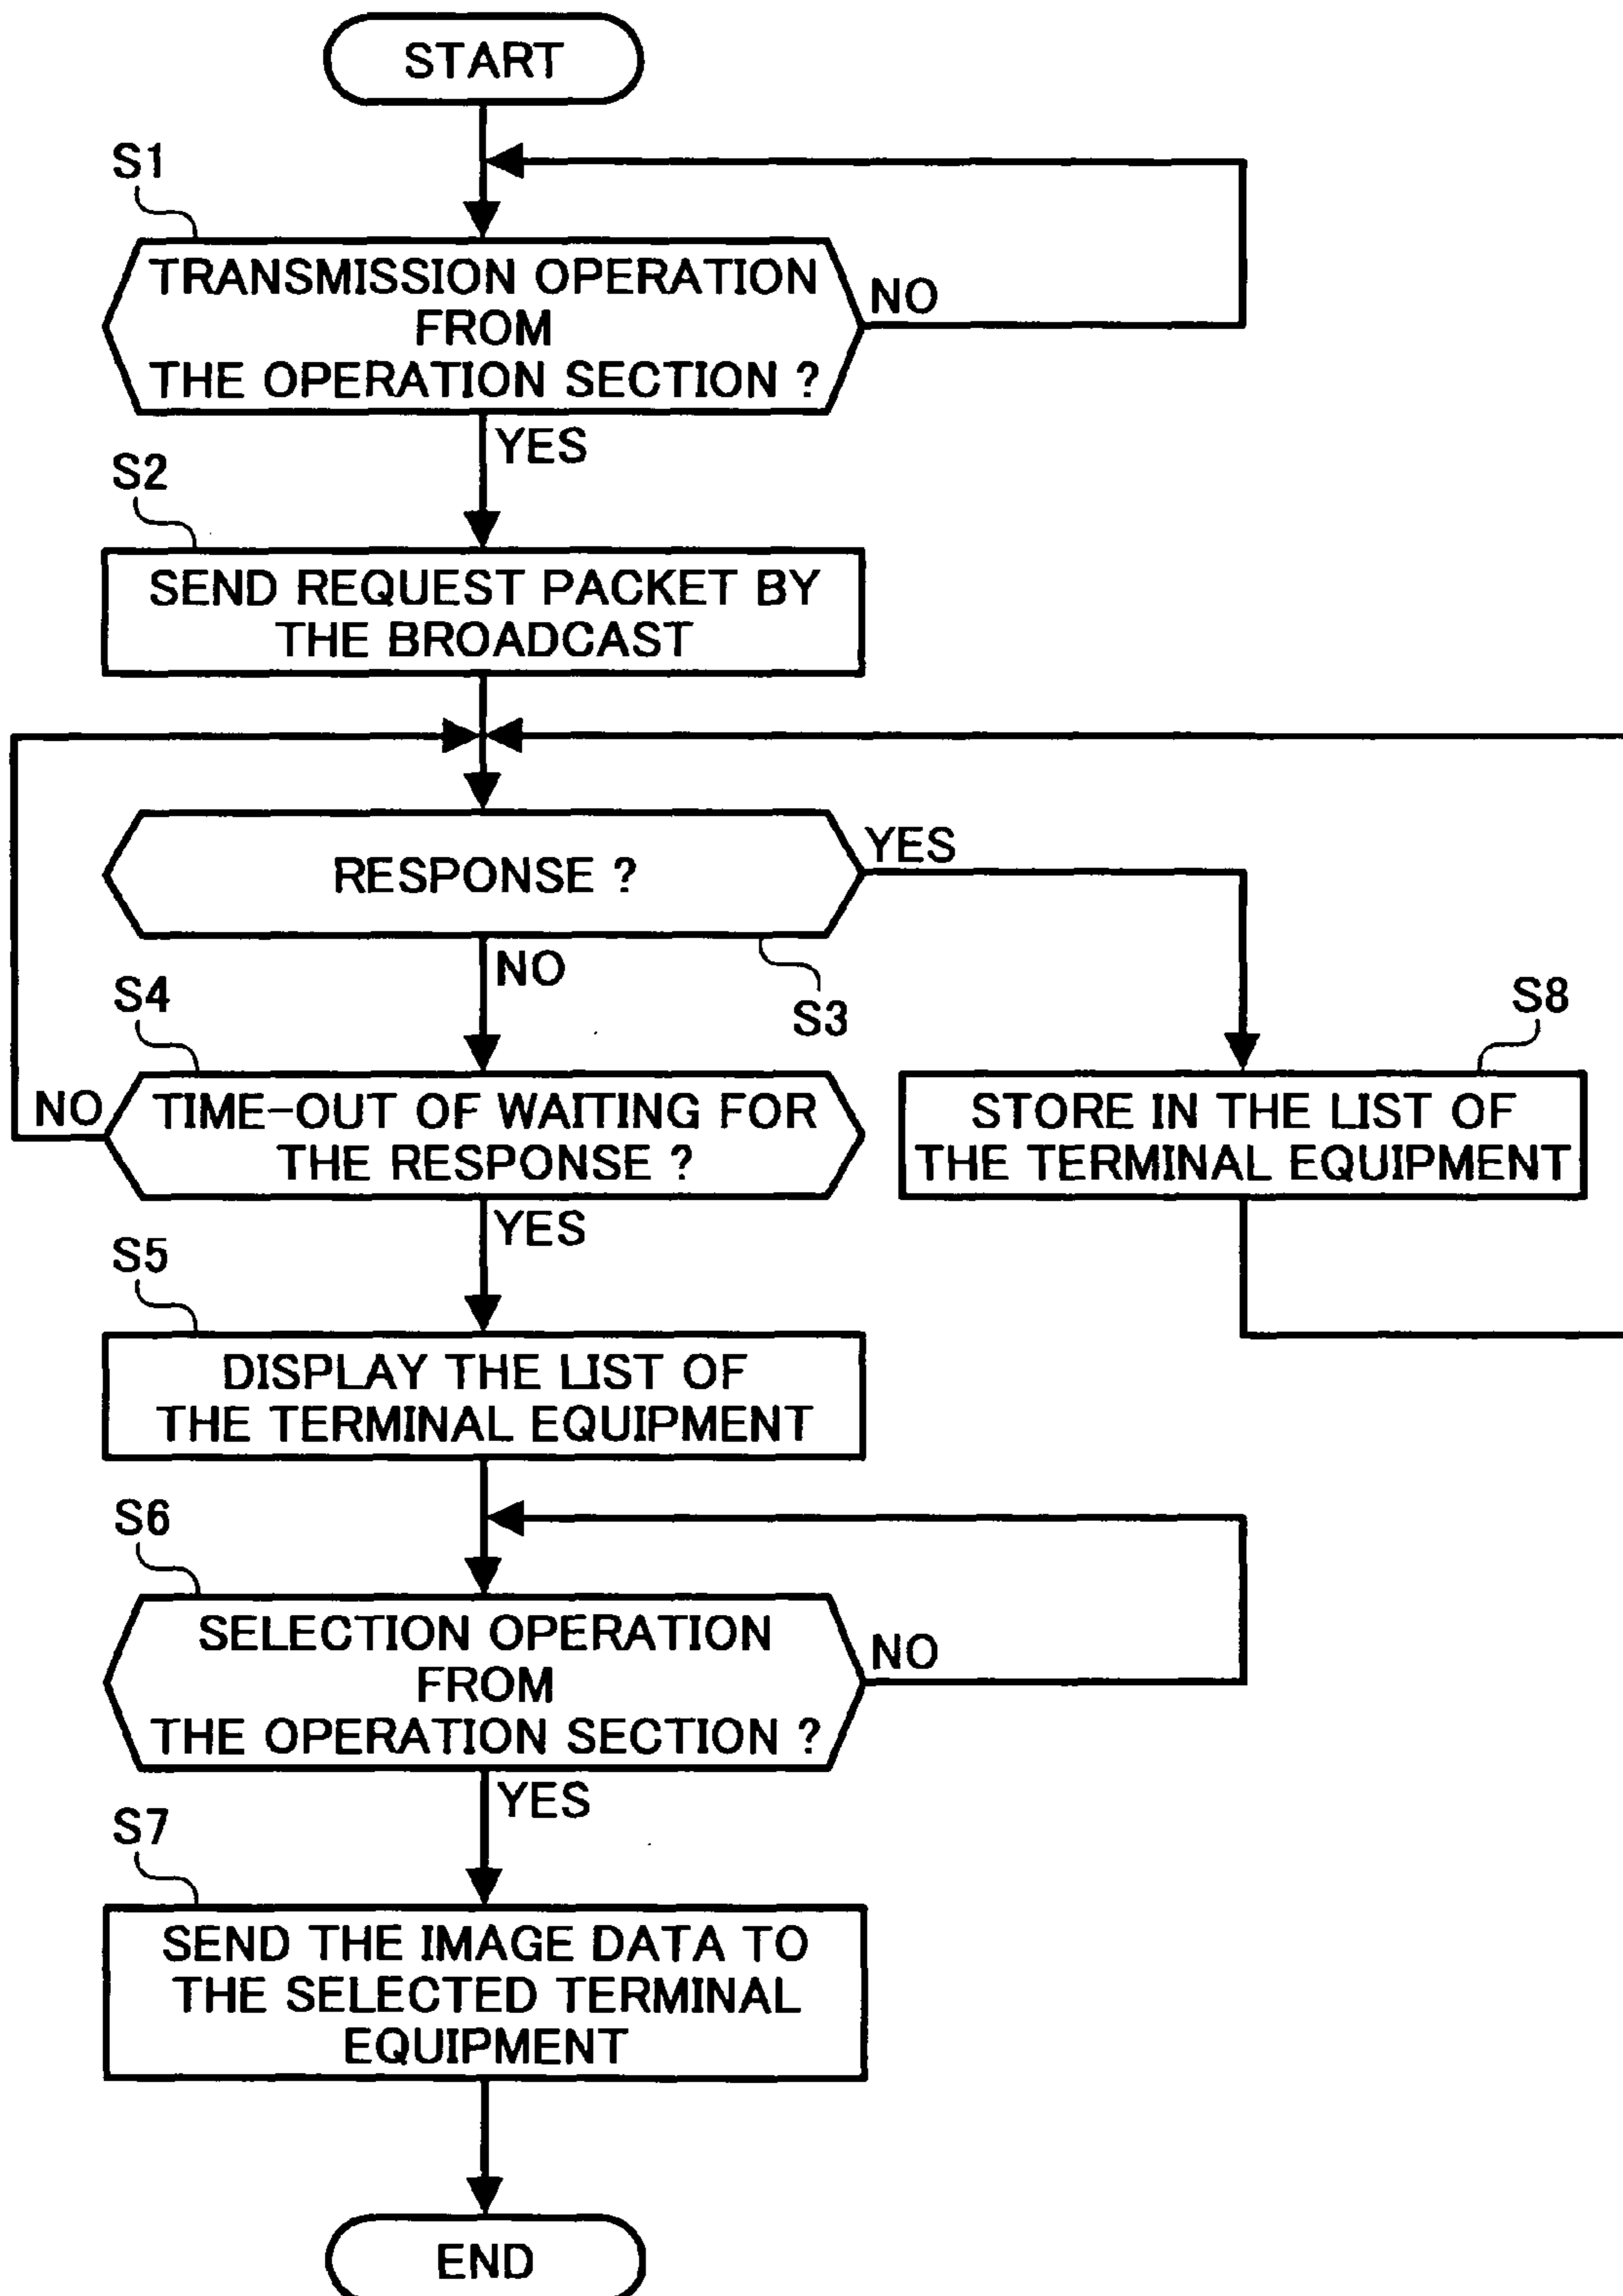 START
S1
TRANSMISSION OPERATION
FROM
THE OPERATION SECTION ?
NO
YES
S2
SEND REQUEST PACKET BY
THE BROADCAST
RESPONSE ?
YES
NO
S3
S4
TIME-OUT OF WAITING FOR
THE RESPONSE ?
NO
YES
S8
STORE IN THE LIST OF
THE TERMINAL EQUIPMENT
S5
DISPLAY THE LIST OF
THE TERMINAL EQUIPMENT
S6
SELECTION OPERATION
FROM
THE OPERATION SECTION ?
NO
YES
S7
SEND THE IMAGE DATA TO
THE SELECTED TERMINAL
EQUIPMENT
END